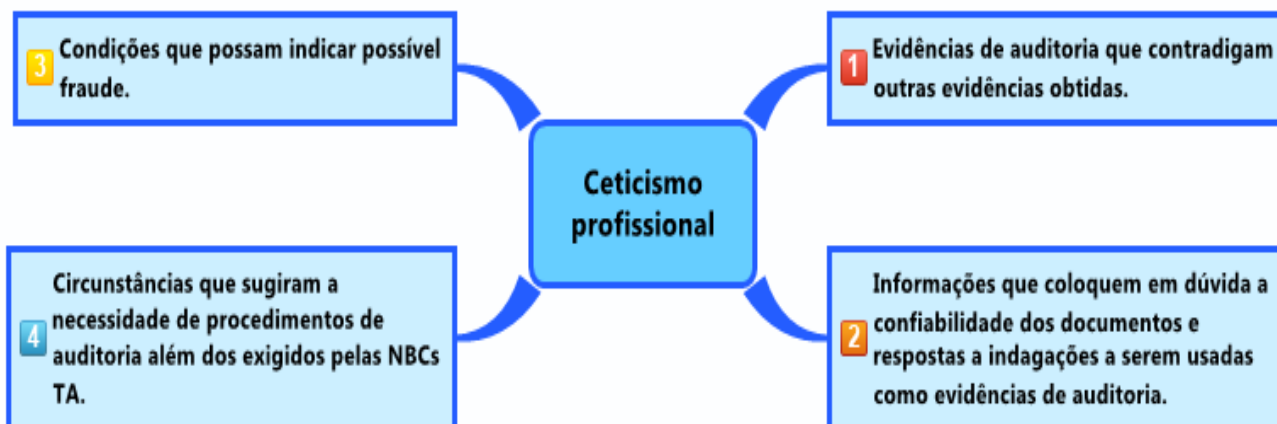 Ceticismo
profissional
1
Evidências de auditoria que contradigam
outras evidências obtidas.
2
Informações que coloquem em dúvida a
confiabilidade dos documentos e
respostas a indagações a serem usadas
como evidências de auditoria.
3
Condições que possam indicar possível
fraude.
4
Circunstâncias que sugiram a
necessidade de procedimentos de
auditoria além dos exigidos pelas NBCs
TA.